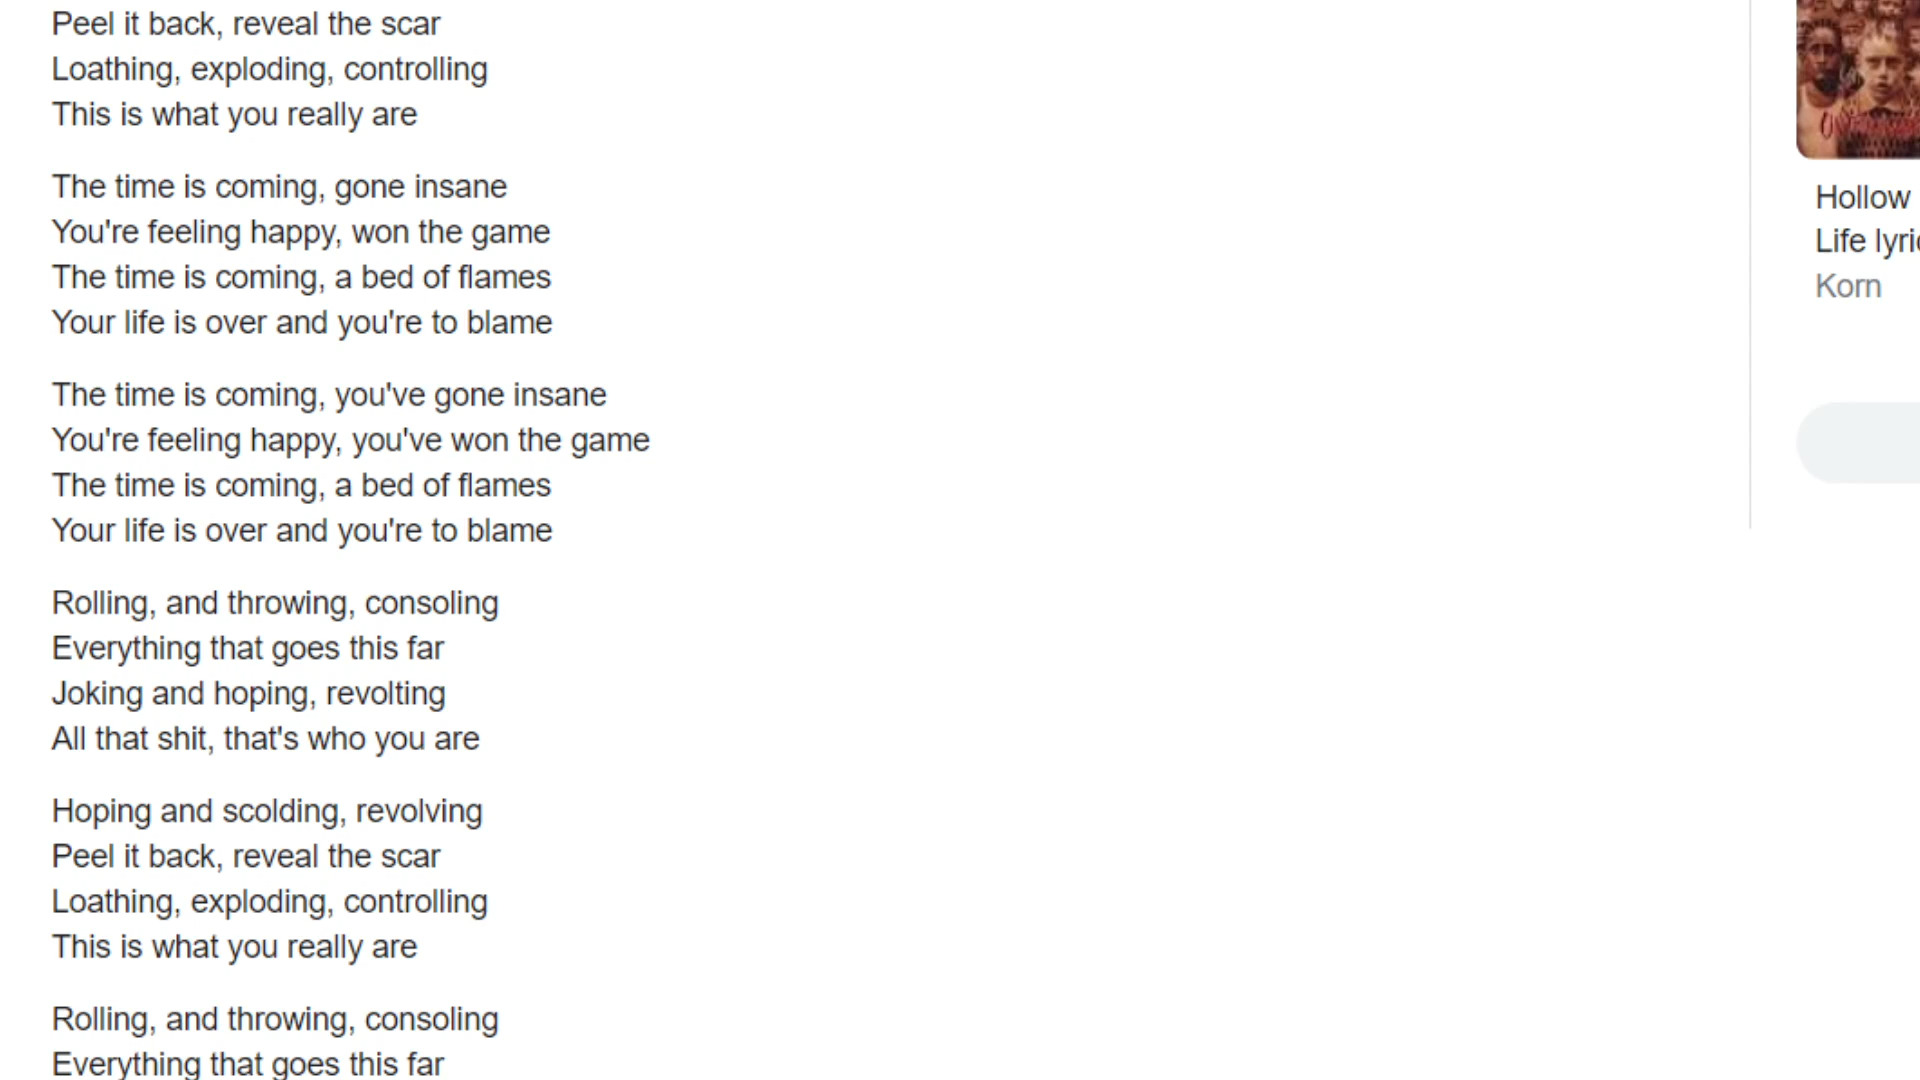 Peel it back, reveal the scar
Loathing, exploding, controlling
This is what you really are
The time is coming, gone insane
You're feeling happy, won the game
The time is coming, a bed of flames
Your life is over and you're to blame
The time is coming, you've gone insane
You're feeling happy, you've won the game
The time is coming, a bed of flames
Your life is over and you're to blame
Rolling, and throwing, consoling
Everything that goes this far
Joking and hoping, revolting
All that shit, that's who you are
Hoping and scolding, revolving
Peel it back, reveal the scar
Loathing, exploding, controlling
This is what you really are
Rolling, and throwing, consoling
Everything that goes this far
Hollow
Life
Korn